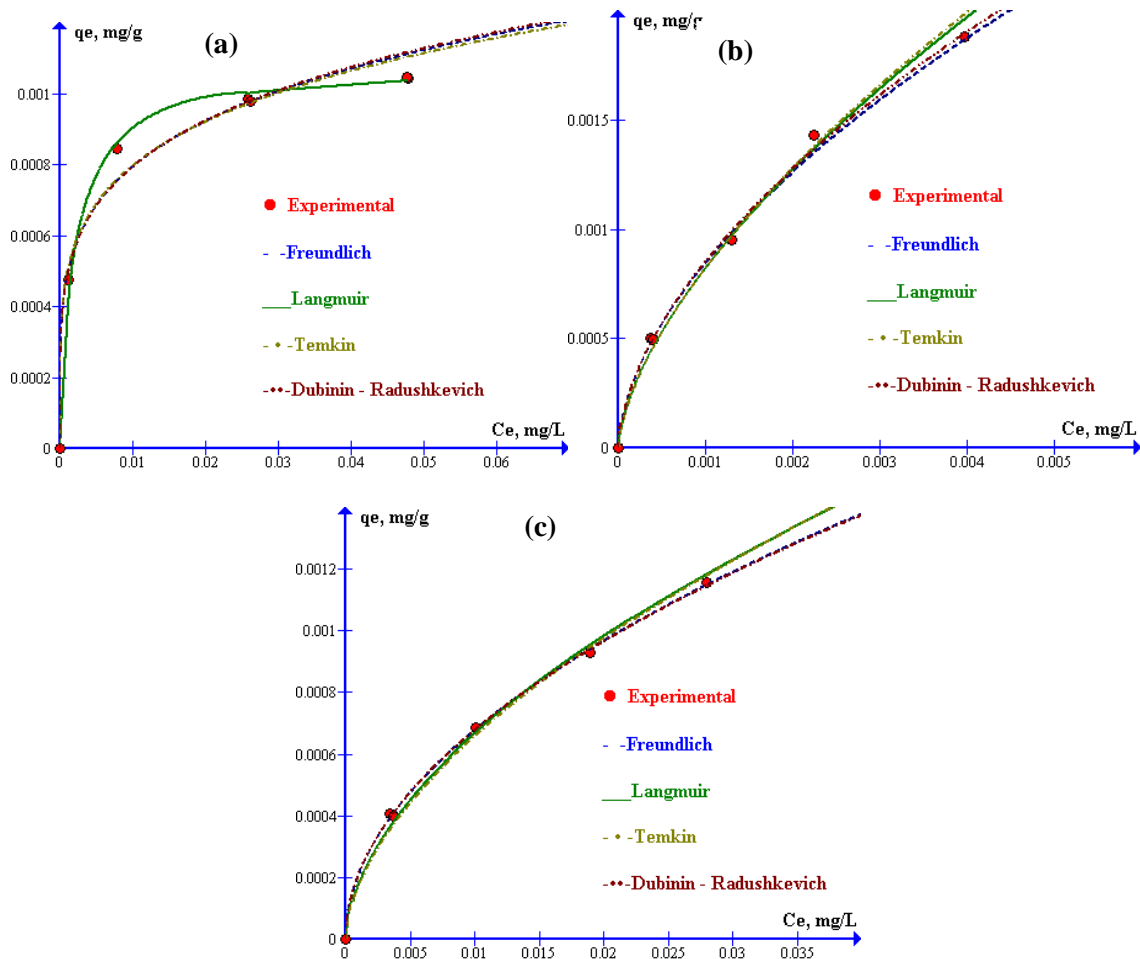 qe, mg/g
(a)
0.001
0.0008
0.0006
0.0004
0.0002
0
Experimental
- -Freundlich
___Langmuir
- • -Temkin
-••-Dubinin - Radushkevich
Ce, mg/L
0
0.01
0.02
0.03
0.04
0.05
0.06
qe, mg/
(b)
0.0015
0.001
0.0005
0
Experimental
- -Freundlich
___Langmuir
- • -Temkin
-••-Dubinin - Radushkevich
Ce, mg/L
0
0.001
0.002
0.003
0.004
0.005
qe, mg/g
(c)
0.0012
0.001
0.0008
0.0006
0.0004
0.0002
0
Experimental
- -Freundlich
___Langmuir
- • -Temkin
-••-Dubinin - Radushkevich
Ce, mg/L
0
0.005
0.01
0.015
0.02
0.025
0.03
0.035